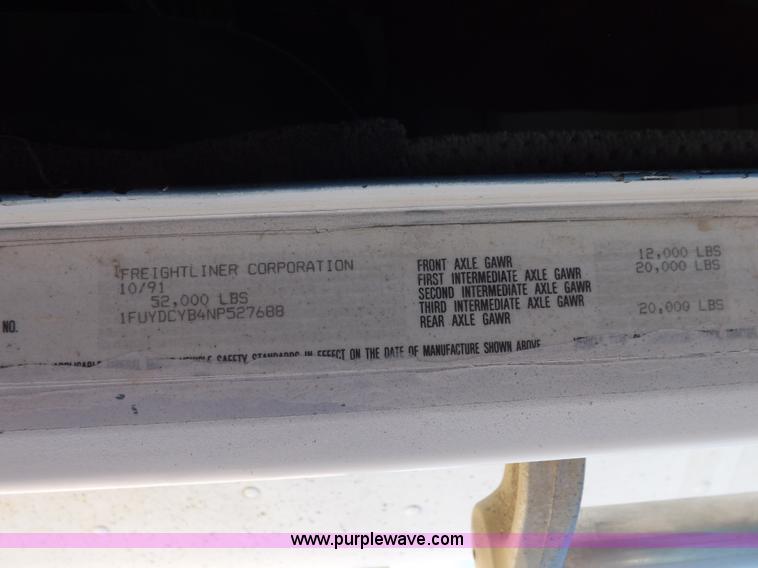 FREIGHTLINER CORPORATION
10/91
52,000 LBS
NO. 1FUYDCYB4NP527688
FRONT AXLE GAWR 12,000 LBS
FIRST INTERMEDIATE AXLE GAWR 20,000 LBS
SECOND INTERMEDIATE AXLE GAWR
THIRD INTERMEDIATE AXLE GAWR
REAR AXLE GAWR 20,000 LBS
SAFETY STANDARDS IN EFFECT ON THE DATE OF MANUFACTURE SHOWN ABOVE
www.purplewave.com